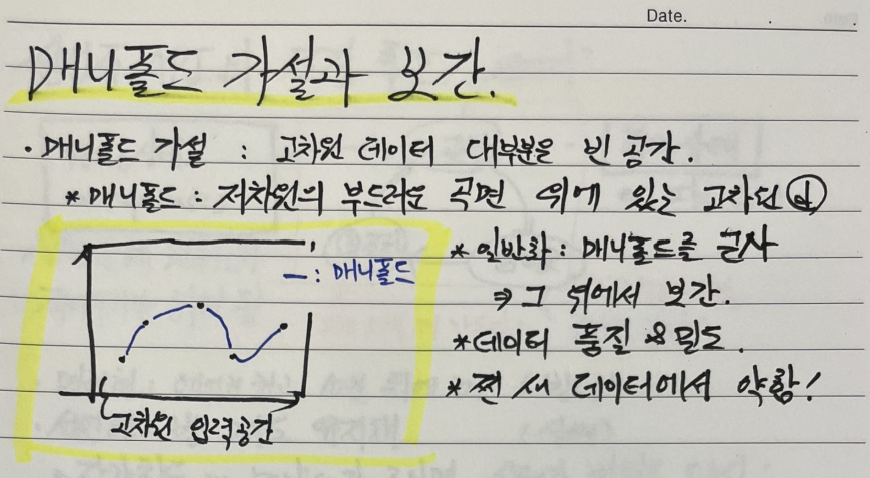 Date.
매니폴드 가설과 보간.
· 매니폴드 가설 : 고차원 데이터 대부분은 빈 공간.
* 매니폴드 : 저차원의 부드러운 곡면 위에 있는 고차원 ⓓ
— : 매니폴드
고차원 입력공간
* 일반화 : 매니폴드를 근사
⇒ 그 위에서 보간.
* 데이터 품질 & 밀도.
* 찐 새 데이터에서 약함!